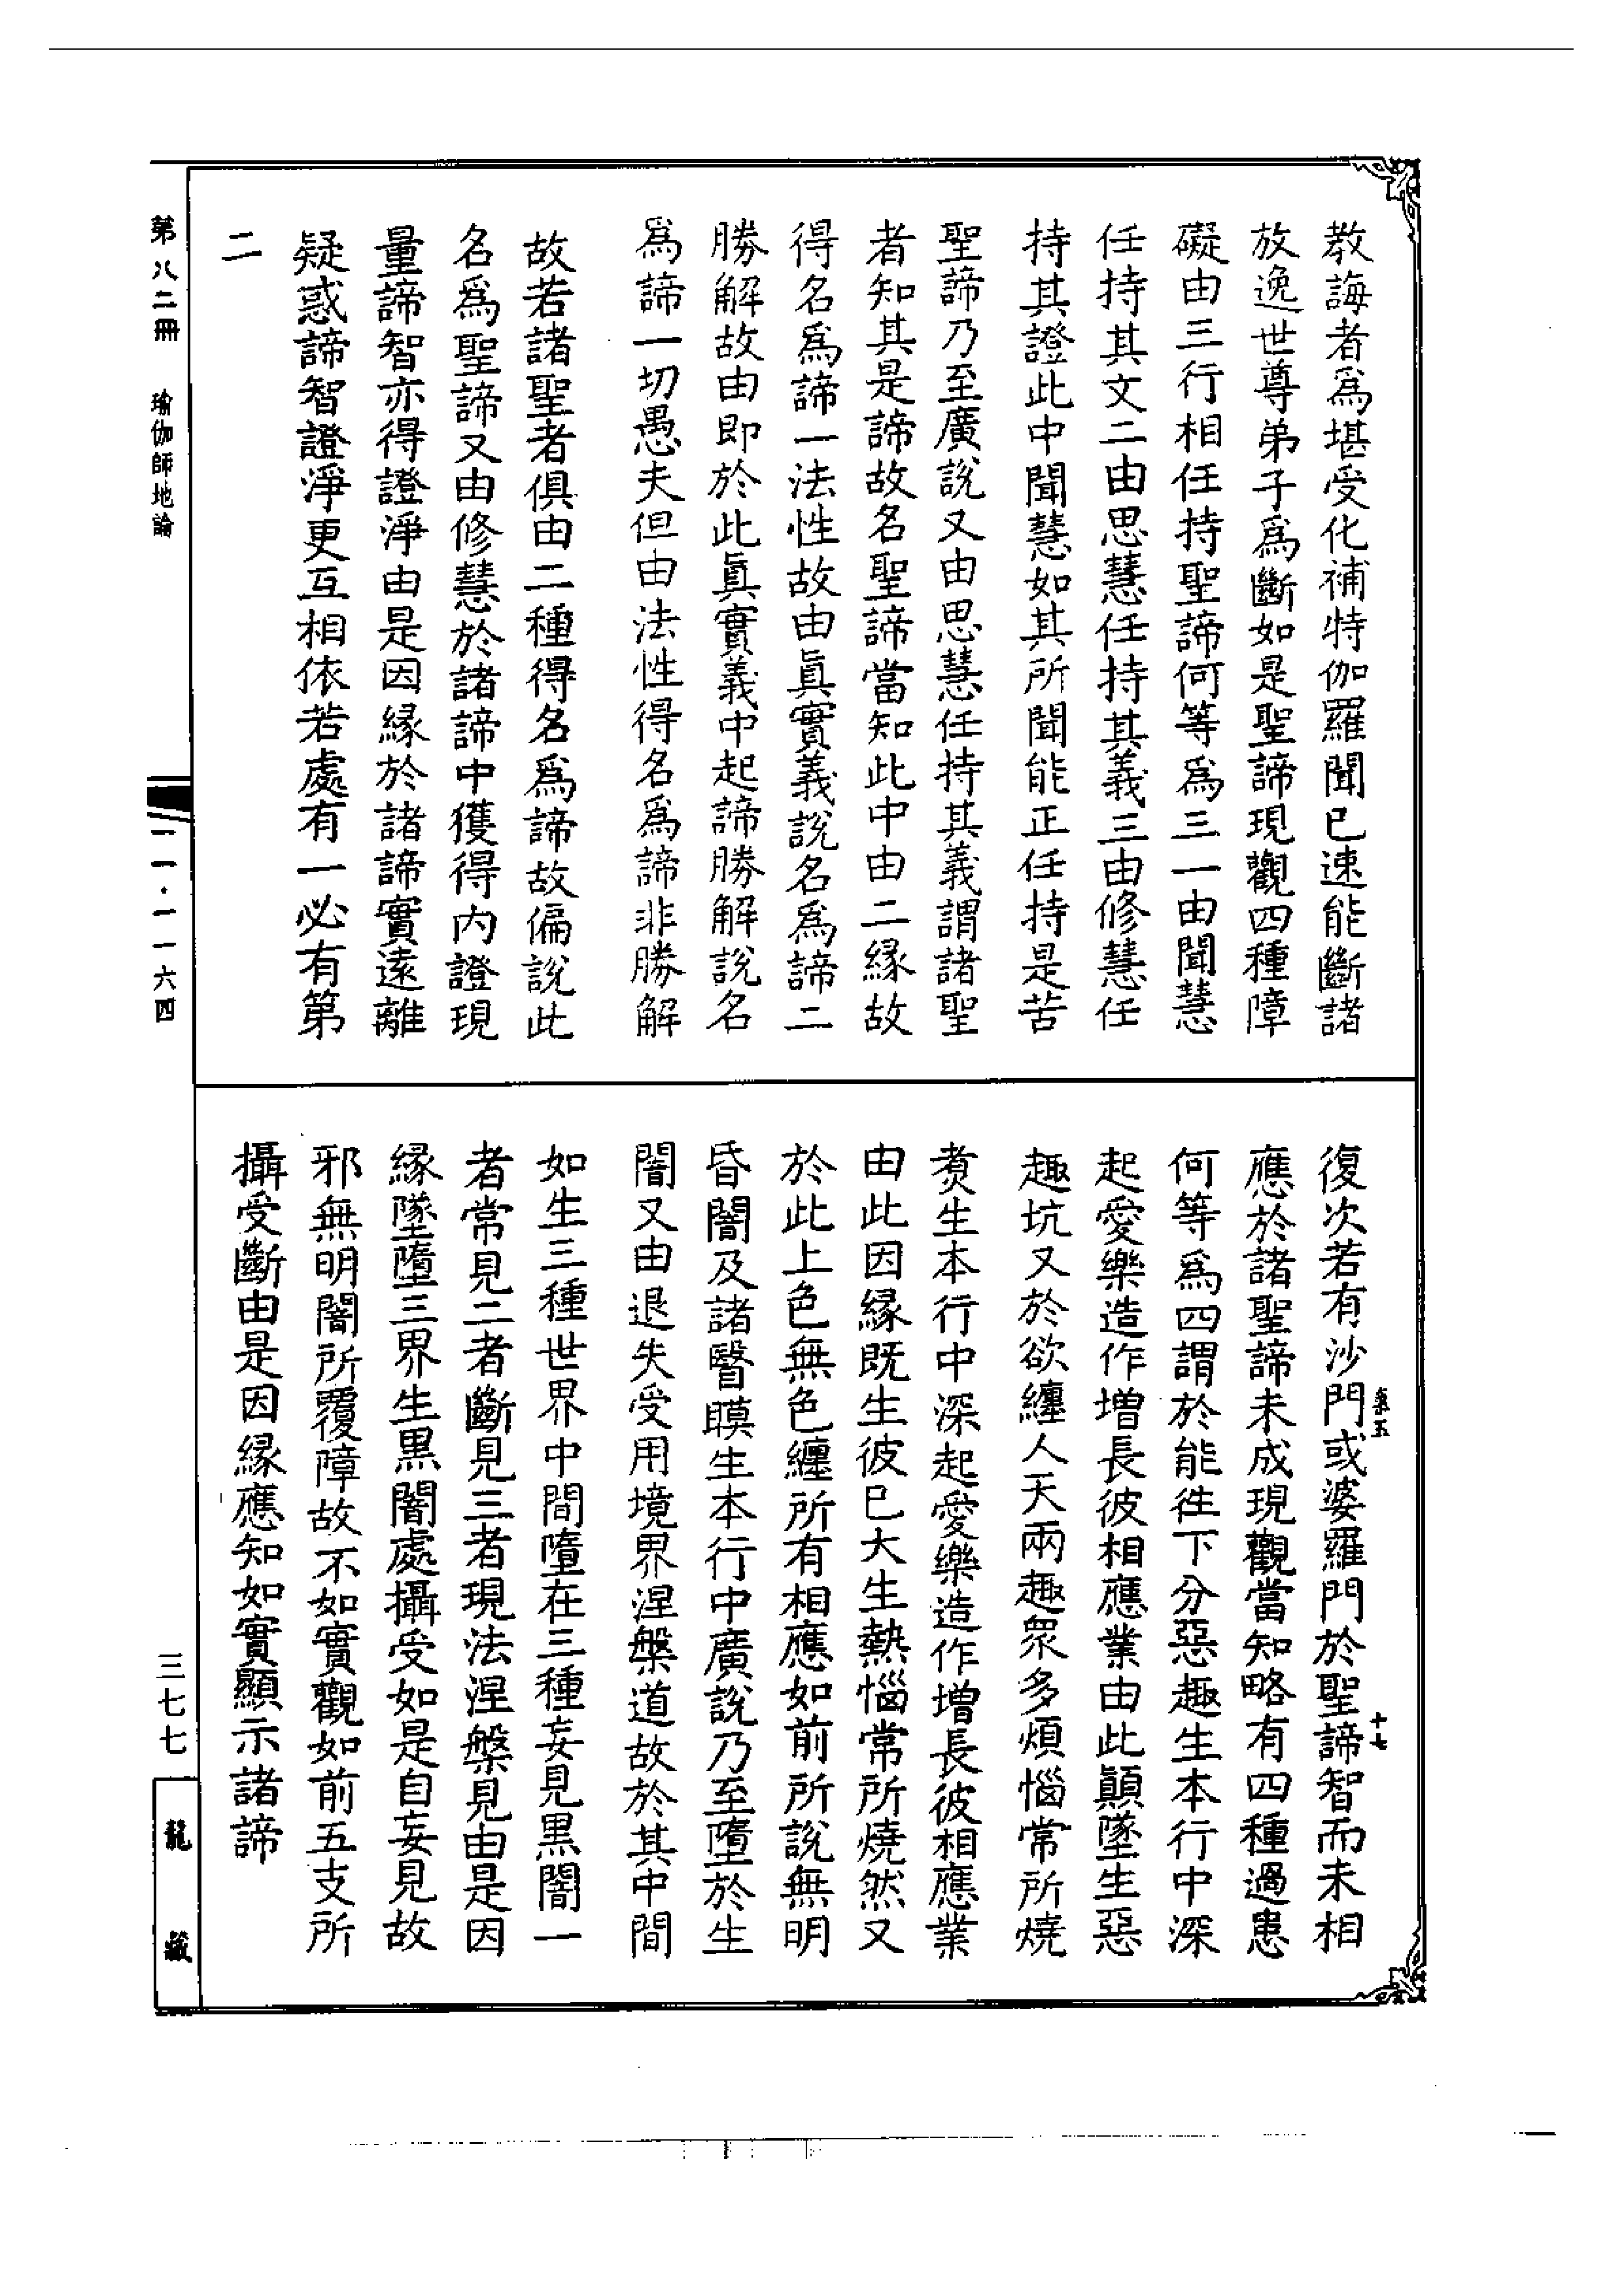 教誨者爲堪受化補特伽羅聞已速能斷諸
放逸世尊弟子爲斷如是聖諦現觀四種障
礙由三行相任持聖諦何等爲三一由聞慧
任持其文二由思慧任持其義三由修慧任
持其證此中聞慧如其所聞能正任持是苦
聖諦乃至廣說又由思慧任持其義謂諸聖
者知其是諦故名聖諦當知此中由二緣故
得名爲諦一法性故由眞實義說名爲諦二
勝解故由即於此眞實義中起諦勝解說名
爲諦一切愚夫但由法性得名爲諦非勝解
故若諸聖者俱由二種得名爲諦故偏說此
名爲聖諦又由修慧於諸諦中獲得內證現
量諦智亦得證淨由是因緣於諸諦實遠離
疑惑諦智證淨更互相依若處有一必有第
二
復次若有沙門或婆羅門於聖諦智而未相
應於諸聖諦未成現觀當知略有四種過患
何等爲四謂於能徃下分惡趣生本行中深
起愛樂造作增長彼相應業由此顚墜生惡
趣坑又於欲纏人天兩趣眾多煩惱常所燒
煑生本行中深起愛樂造作增長彼相應業
由此因緣既生彼已大生熱惱常所燒然又
於此上色無色纏所有相應如前所說無明
昏闇及諸瞖瞙生本行中廣說乃至墮於生
闇又由退失受用境界涅槃道故於其中間
如生三種世界中間墮在三種妄見黑闇一
者常見二者斷見三者現法涅槃見由是因
緣墜墮三界生黑闇處攝受如是自妄見故
邪無明闇所覆障故不如實觀如前五支所
攝受斷由是因緣應知如實顯示諸諦
十七
第八二冊
瑜伽師地論
一一·一一六四
三七七
龍藏